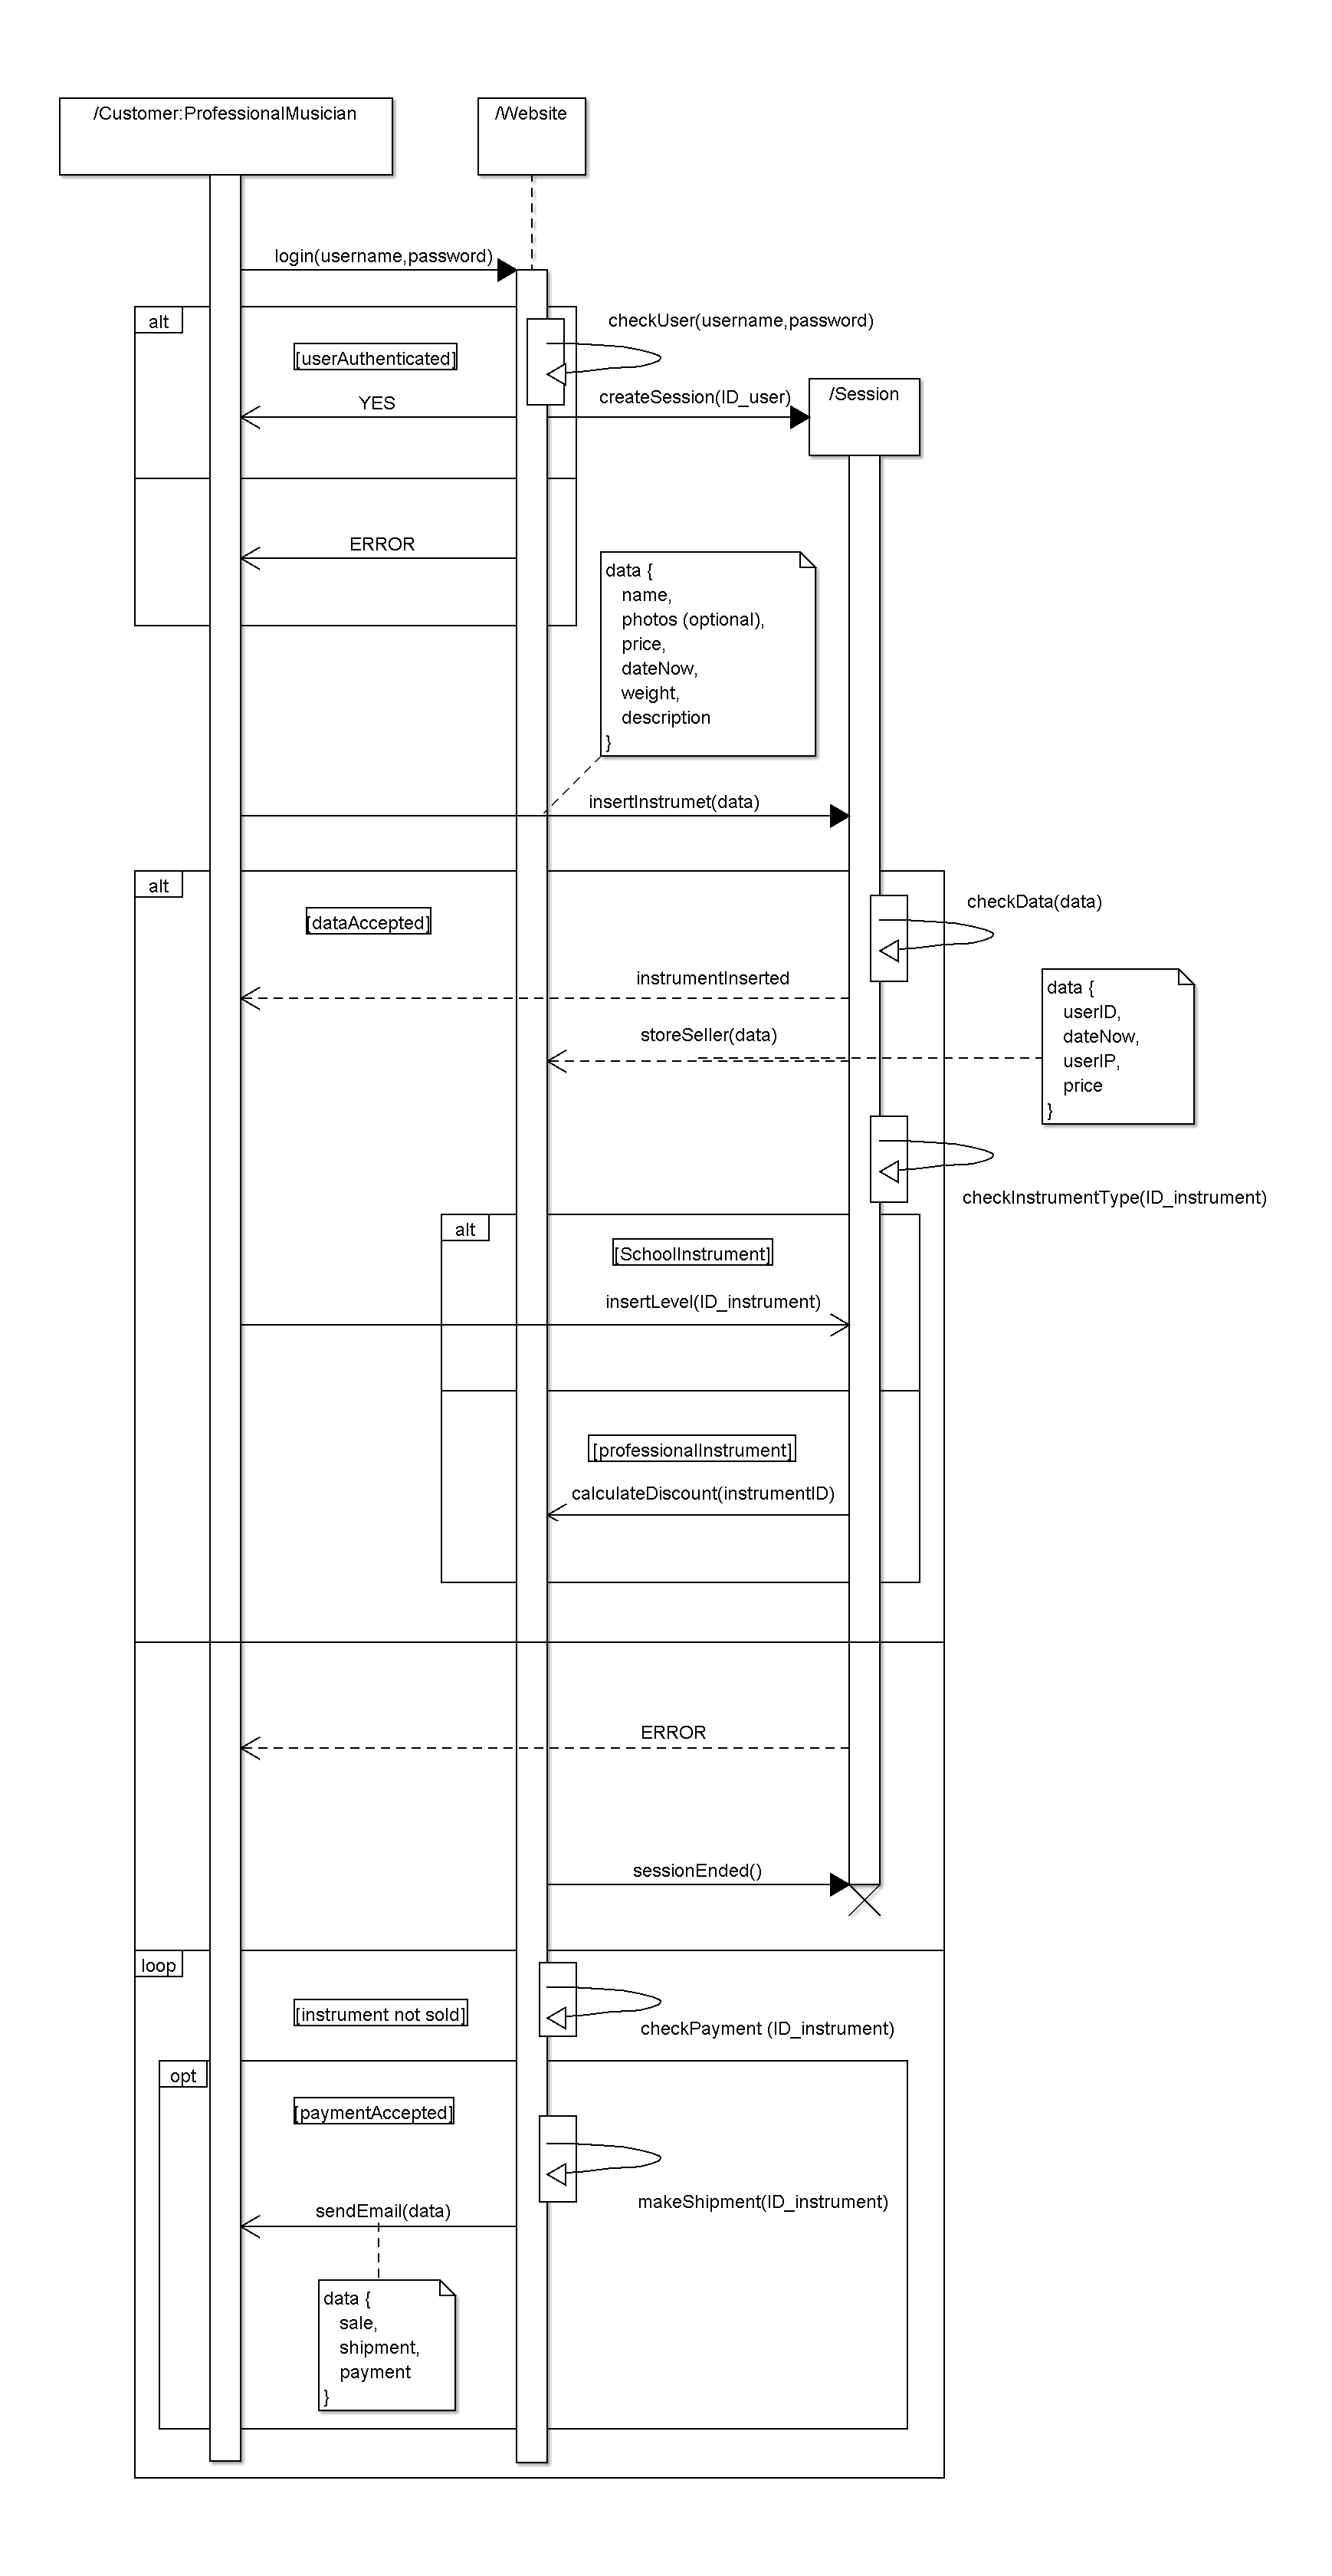 /Customer:ProfessionalMusician
/Website
login(username,password)
alt
checkUser(username,password)
[userAuthenticated]
YES
createSession(ID_user)
/Session
ERROR
data {
name,
photos (optional),
price,
dateNow,
weight,
description
}
insertInstrumet(data)
alt
[dataAccepted]
checkData(data)
instrumentInserted
storeSeller(data)
data {
userID,
dateNow,
userIP,
price
}
checkInstrumentType(ID_instrument)
alt
[SchoolInstrument]
insertLevel(ID_instrument)
[professionalInstrument]
calculateDiscount(instrumentID)
ERROR
sessionEnded()
loop
[instrument not sold]
checkPayment (ID_instrument)
opt
[paymentAccepted]
makeShipment(ID_instrument)
sendEmail(data)
data {
sale,
shipment,
payment
}